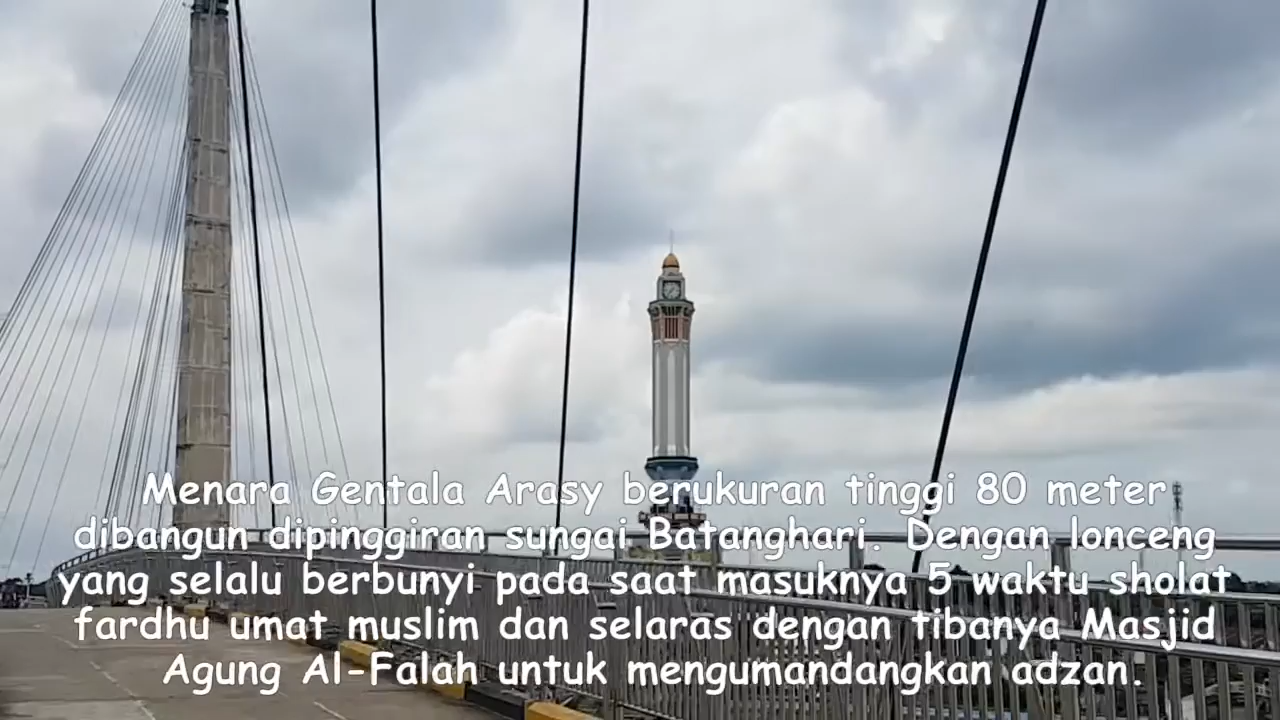 Menara Gentala Arasy berukuran tinggi 80 meter
dibangun dipinggiran sungai Batanghari. Dengan lonceng
yang selalu berbunyi pada saat masuknya 5 waktu sholat
fardhu umat muslim dan selaras dengan tibanya Masjid
Agung Al-Falah untuk mengumandangkan adzan.